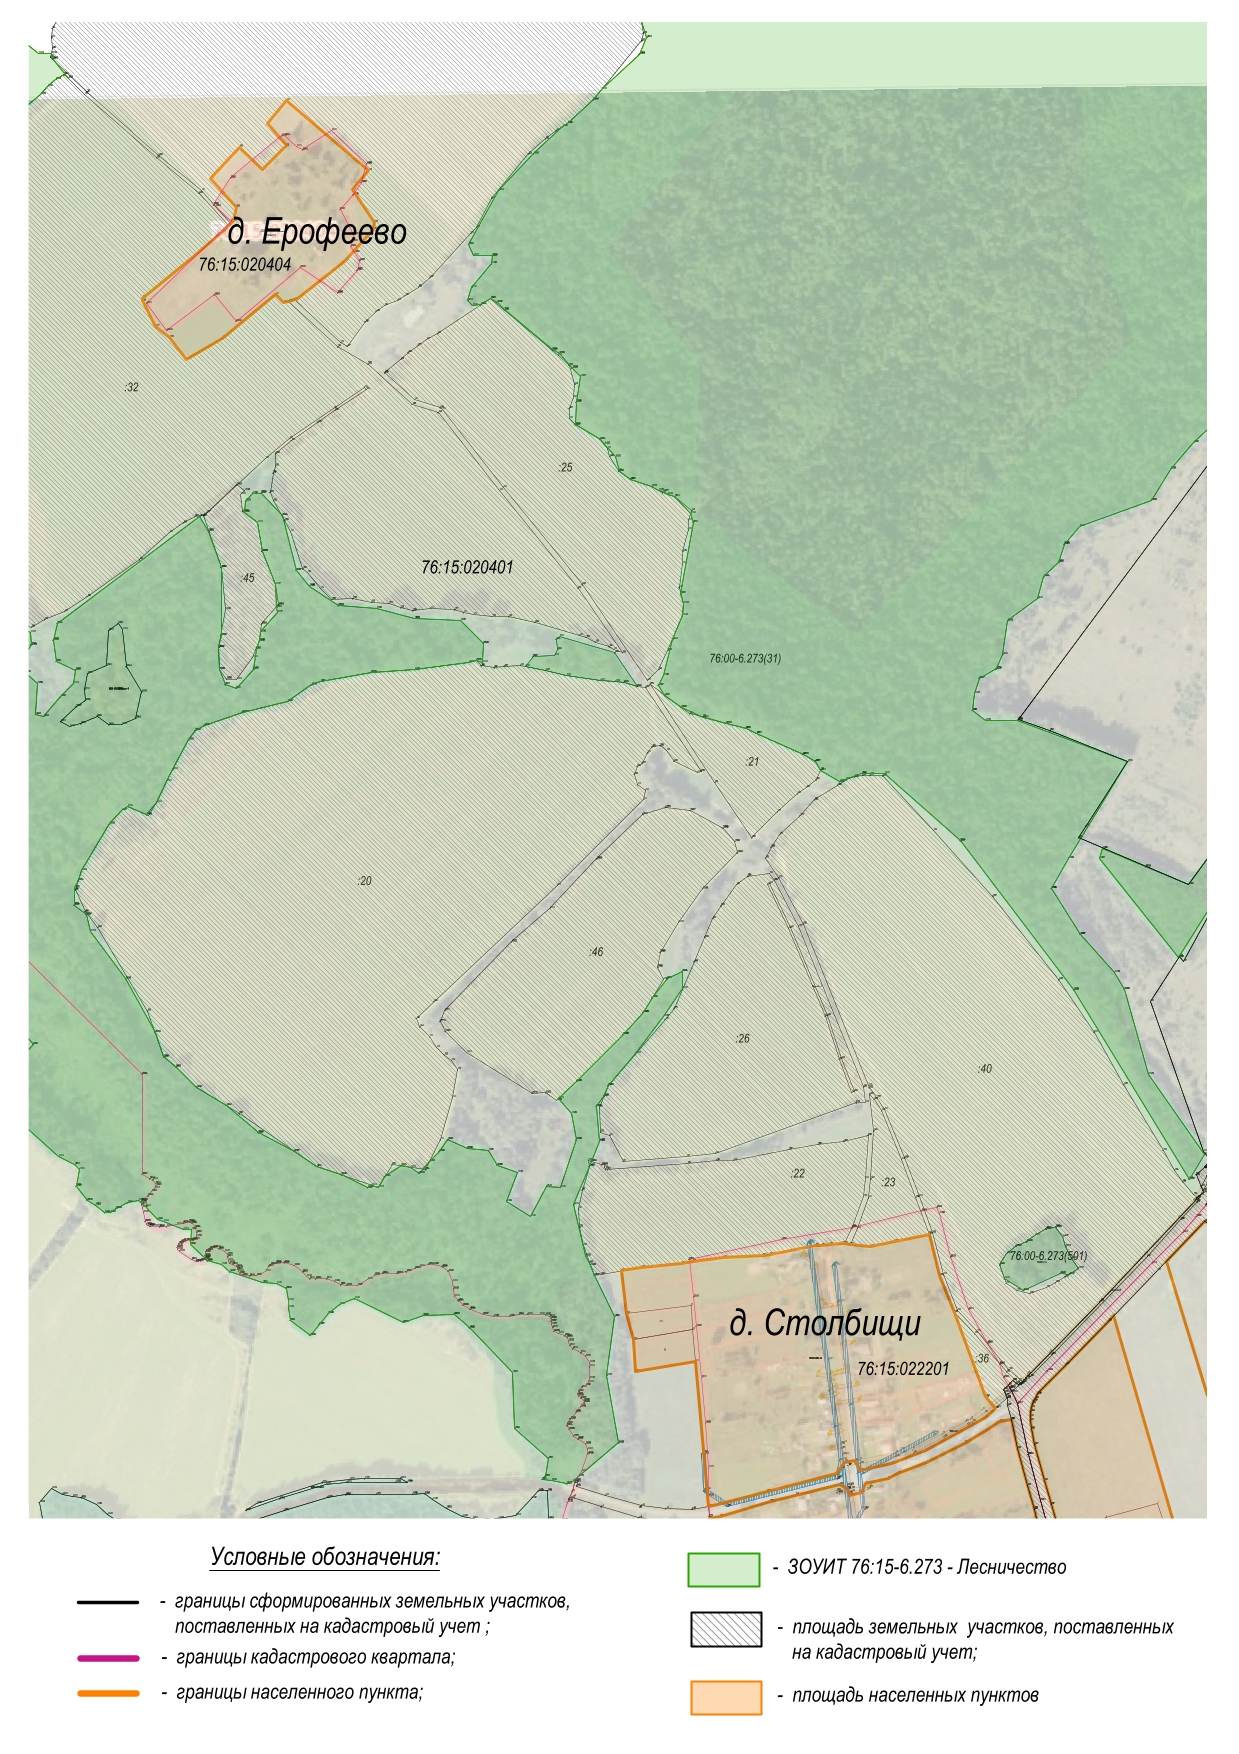 д. Ерофеево
76:15:020404
:32
:25
76:15:020401
:45
76:00-6.273(31)
:21
:20
:46
:26
:40
:22
:23
76:00-6.273(591)
д. Столбищи
:36
76:15:022201
Условные обозначения:
- границы сформированных земельных участков,
поставленных на кадастровый учет ;
- границы кадастрового квартала;
- границы населенного пункта;
- ЗОУИТ 76:15-6.273 - Лесничество
- площадь земельных участков, поставленных
на кадастровый учет;
- площадь населенных пунктов